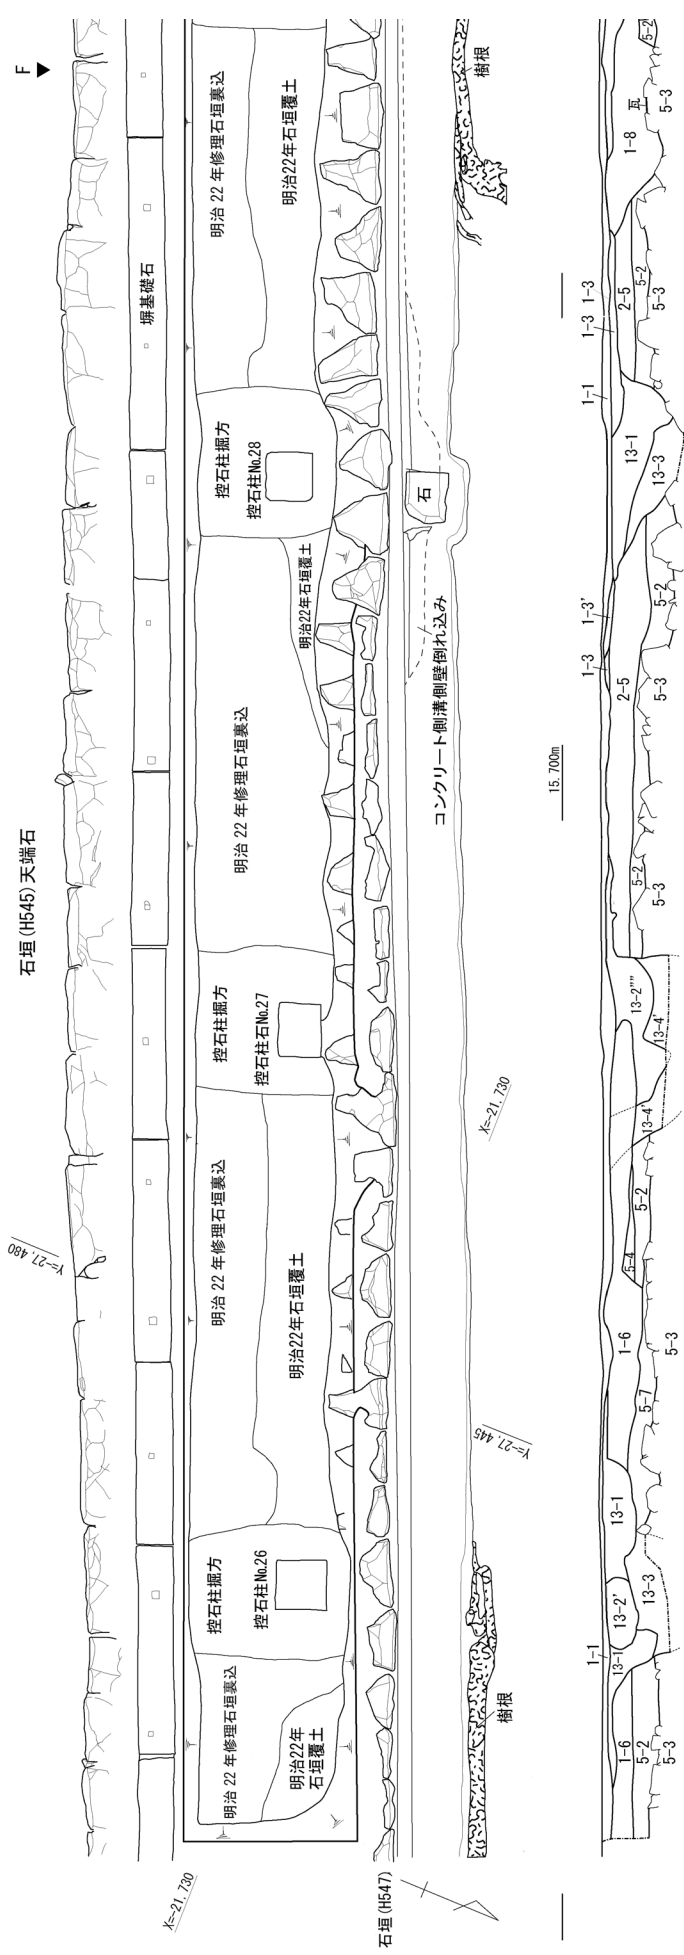 石垣(H545)天端石
F
Y=-27.480
塀基礎石
明治 22 年修理石垣裏込
明治 22 年修理石垣裏込
明治 22 年修理石垣裏込
明治 22 年修理石垣裏込
控石柱掘方
控石柱掘方
控石柱掘方
控石柱No.26
控石柱石No.27
控石柱No.28
明治22年
石垣覆土
明治22年石垣覆土
明治22年石垣覆土
明治22年石垣覆土
X=-21.730
石垣(H547)
石
コンクリート側溝側壁倒れ込み
樹根
樹根
X=-21.730
Y=-27.445
15.700m
1-1
1-3
1-3'
1-1
1-3
1-3
1-6
5-2
5-3
13-1
13-2'
13-3
13-1
5-7
1-6
5-3
5-4
5-2
13-4'
13-4'
13-2""
5-2
5-3
2-5
5-3
5-2
13-1
13-3
2-5
5-2
5-3
1-8
瓦
5-3
5-2